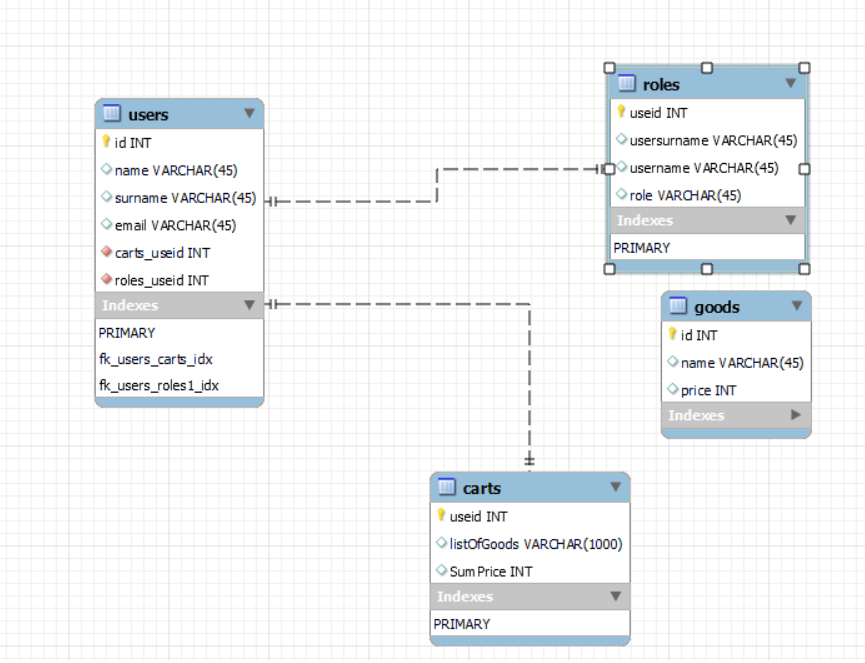 users
id INT
name VARCHAR(45)
surname VARCHAR(45)
email VARCHAR(45)
carts_useid INT
roles_useid INT
Indexes
PRIMARY
fk_users_carts_idx
fk_users_roles1_idx
roles
useid INT
usersurname VARCHAR(45)
username VARCHAR(45)
role VARCHAR(45)
Indexes
PRIMARY
goods
id INT
name VARCHAR(45)
price INT
Indexes
carts
useid INT
listOfGoods VARCHAR(1000)
SumPrice INT
Indexes
PRIMARY